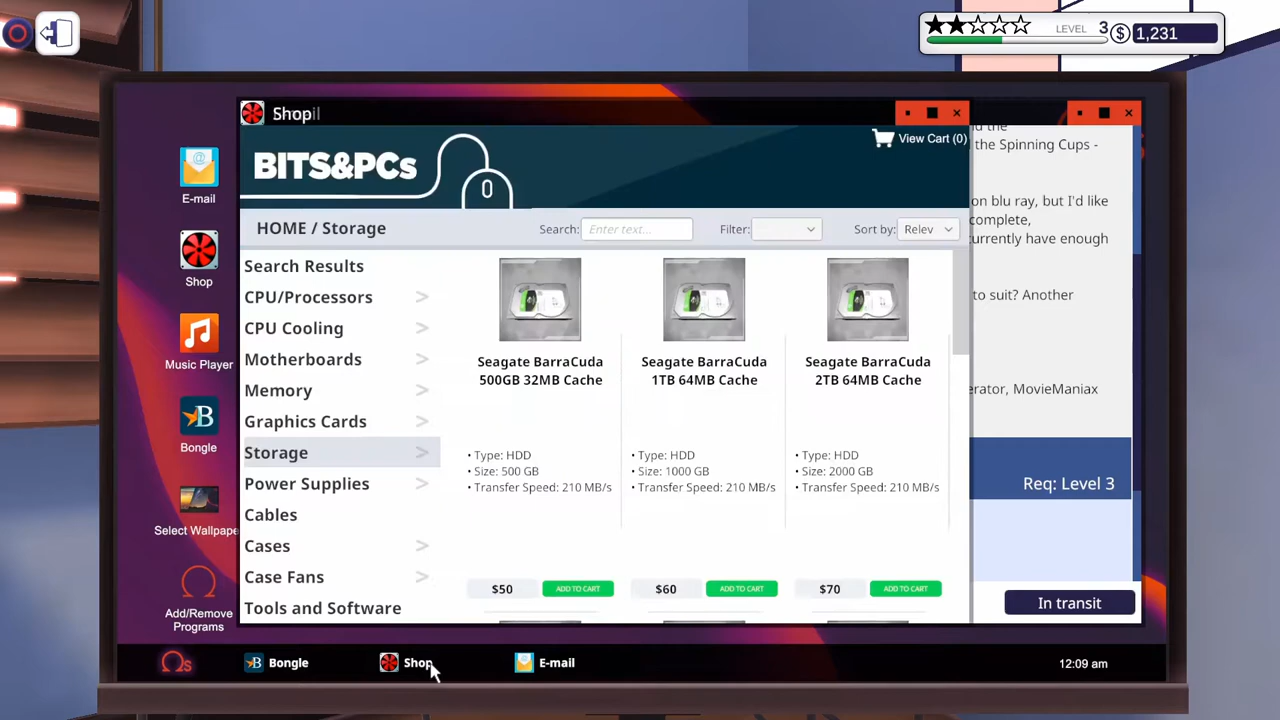 LEVEL 3 $ 1,231
Shop
View Cart (0)
BITS&PCs
HOME / Storage
Search: Enter text...
Filter:
Sort by: Relev
E-mail
Shop
Music Player
Bongle
Select Wallpape
Add/Remove
Programs
Search Results
CPU/Processors >
CPU Cooling >
Motherboards >
Memory >
Graphics Cards >
Storage >
Power Supplies >
Cables
Cases >
Case Fans >
Tools and Software
Seagate BarraCuda
500GB 32MB Cache
• Type: HDD
• Size: 500 GB
• Transfer Speed: 210 MB/s
$50 ADD TO CART
Seagate BarraCuda
1TB 64MB Cache
• Type: HDD
• Size: 1000 GB
• Transfer Speed: 210 MB/s
$60 ADD TO CART
Seagate BarraCuda
2TB 64MB Cache
• Type: HDD
• Size: 2000 GB
• Transfer Speed: 210 MB/s
$70 ADD TO CART
the Spinning Cups -
on blu ray, but I'd like
complete,
urrently have enough
to suit? Another
erator, MovieManiax
Req: Level 3
In transit
Ωs
Bongle
Shop
E-mail
12:09 am